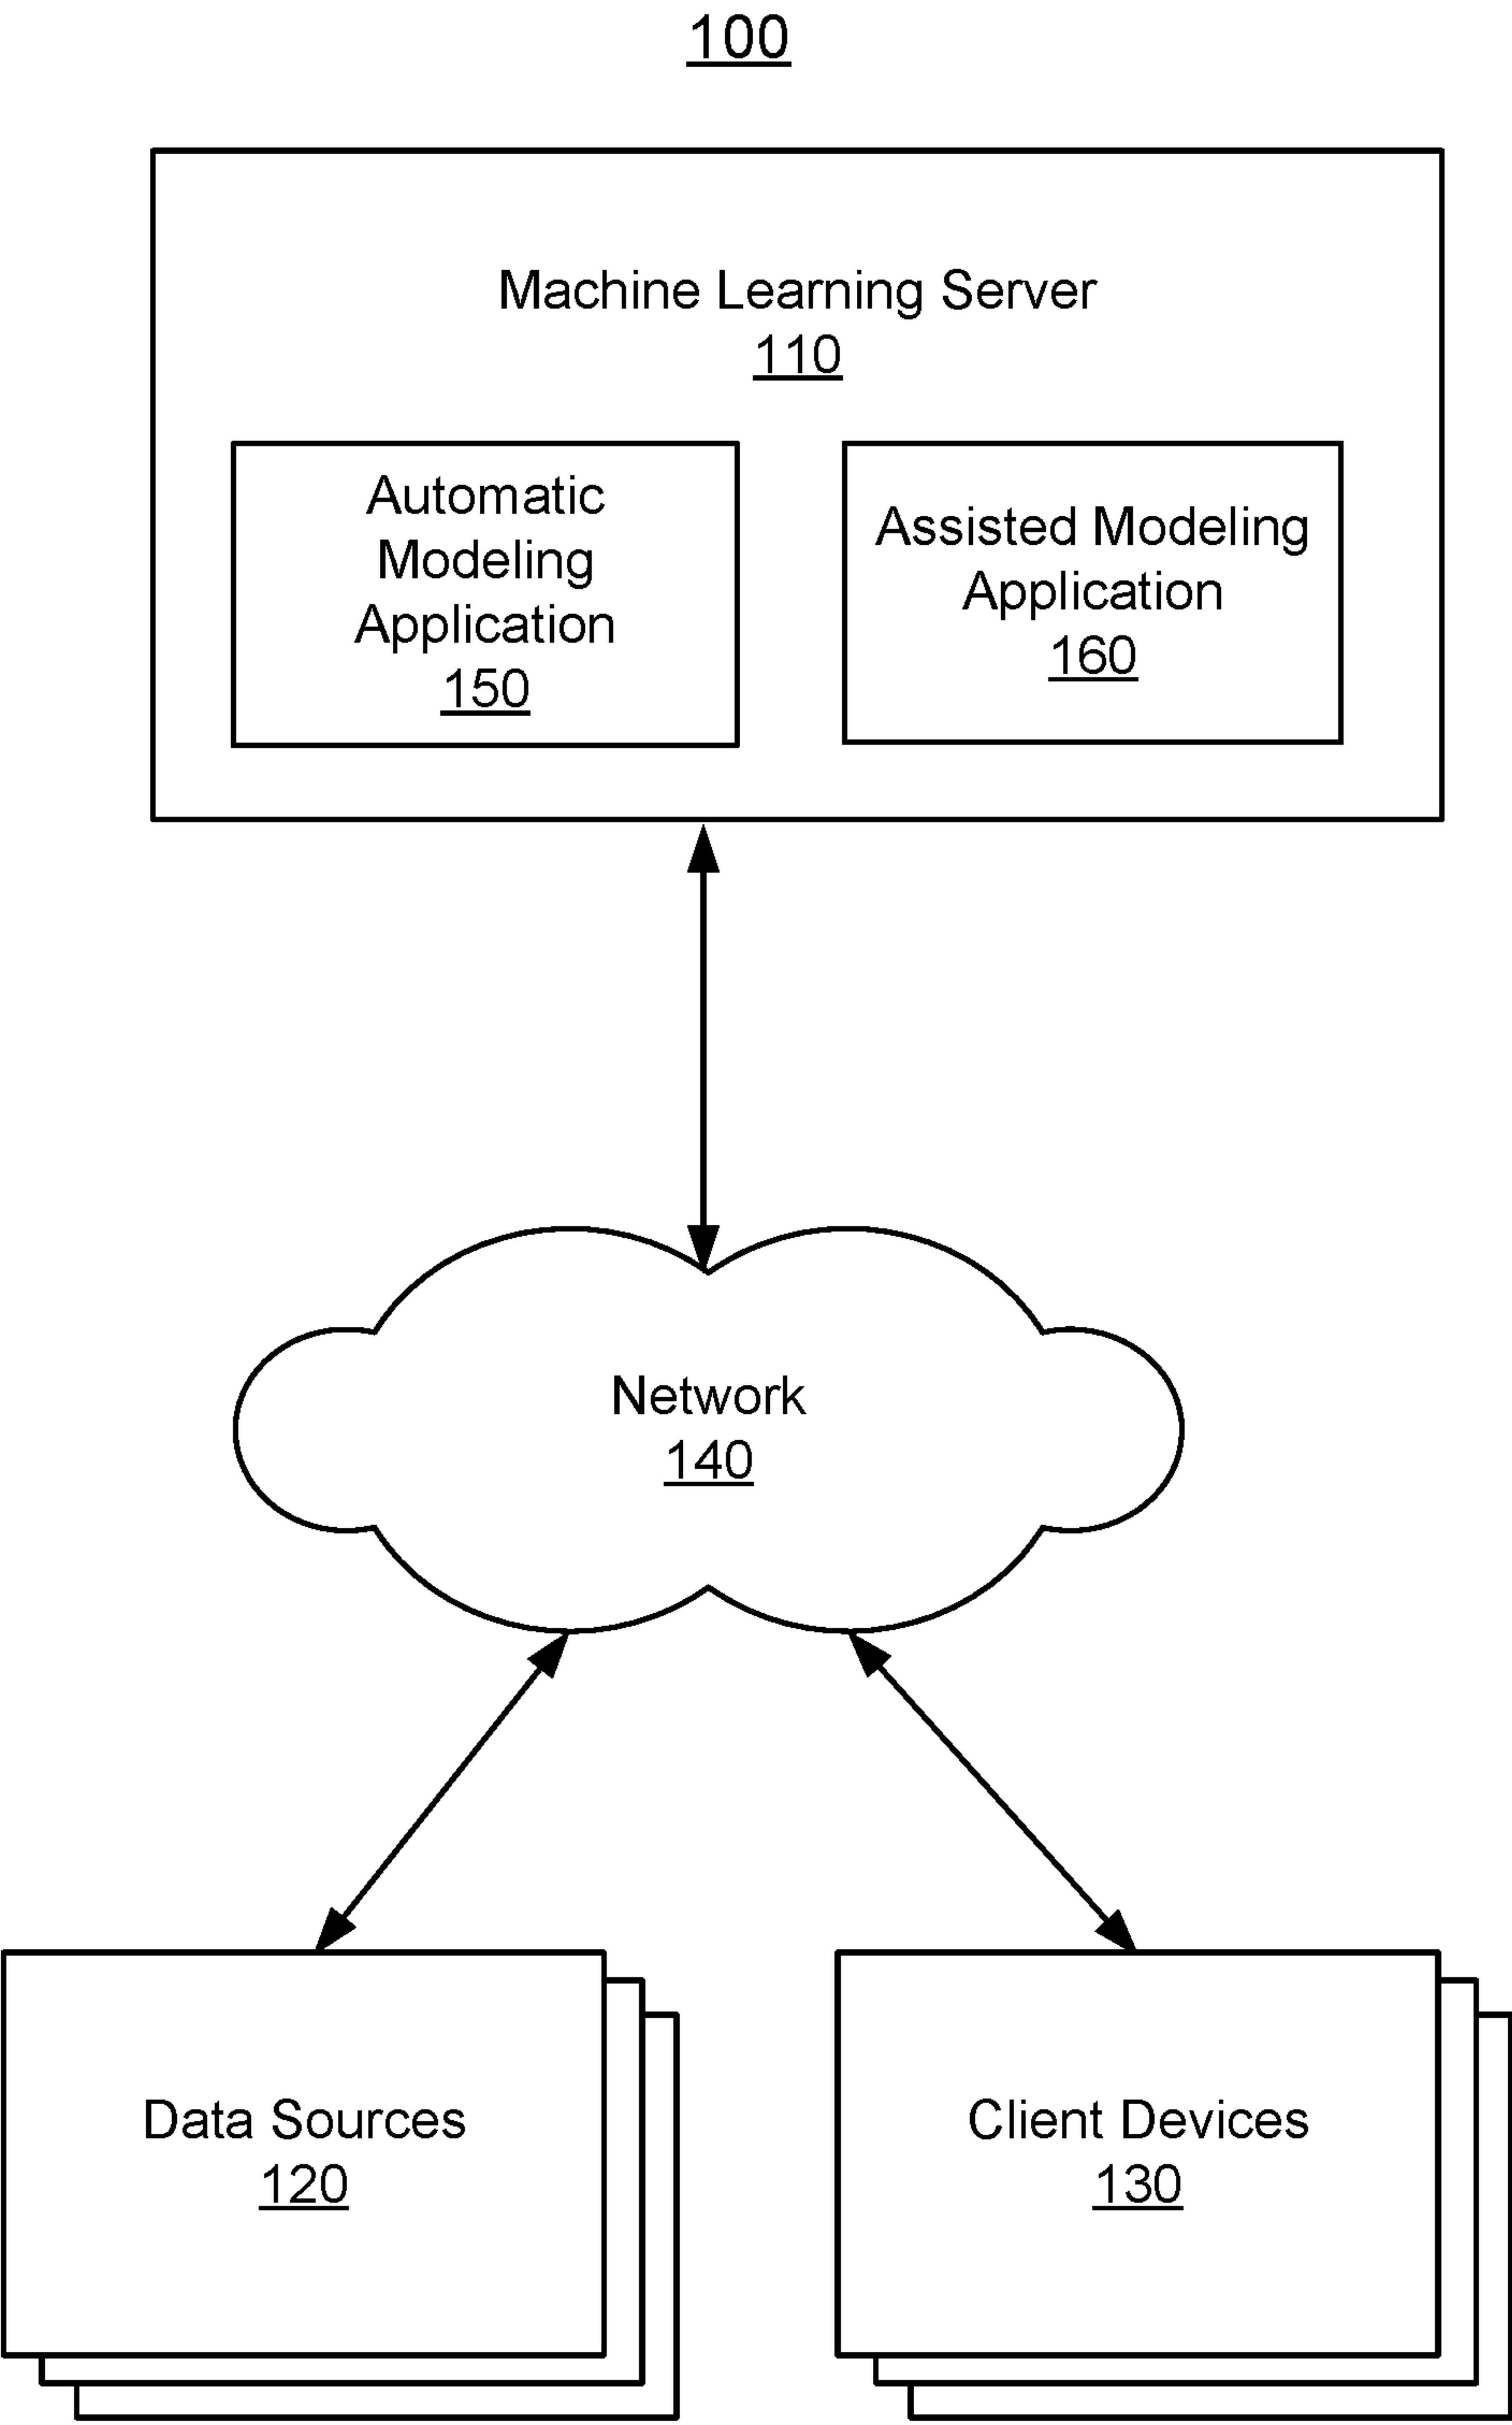 100
Machine Learning Server
110
Automatic
Modeling
Application
150
Assisted Modeling
Application
160
Network
140
Data Sources
120
Client Devices
130